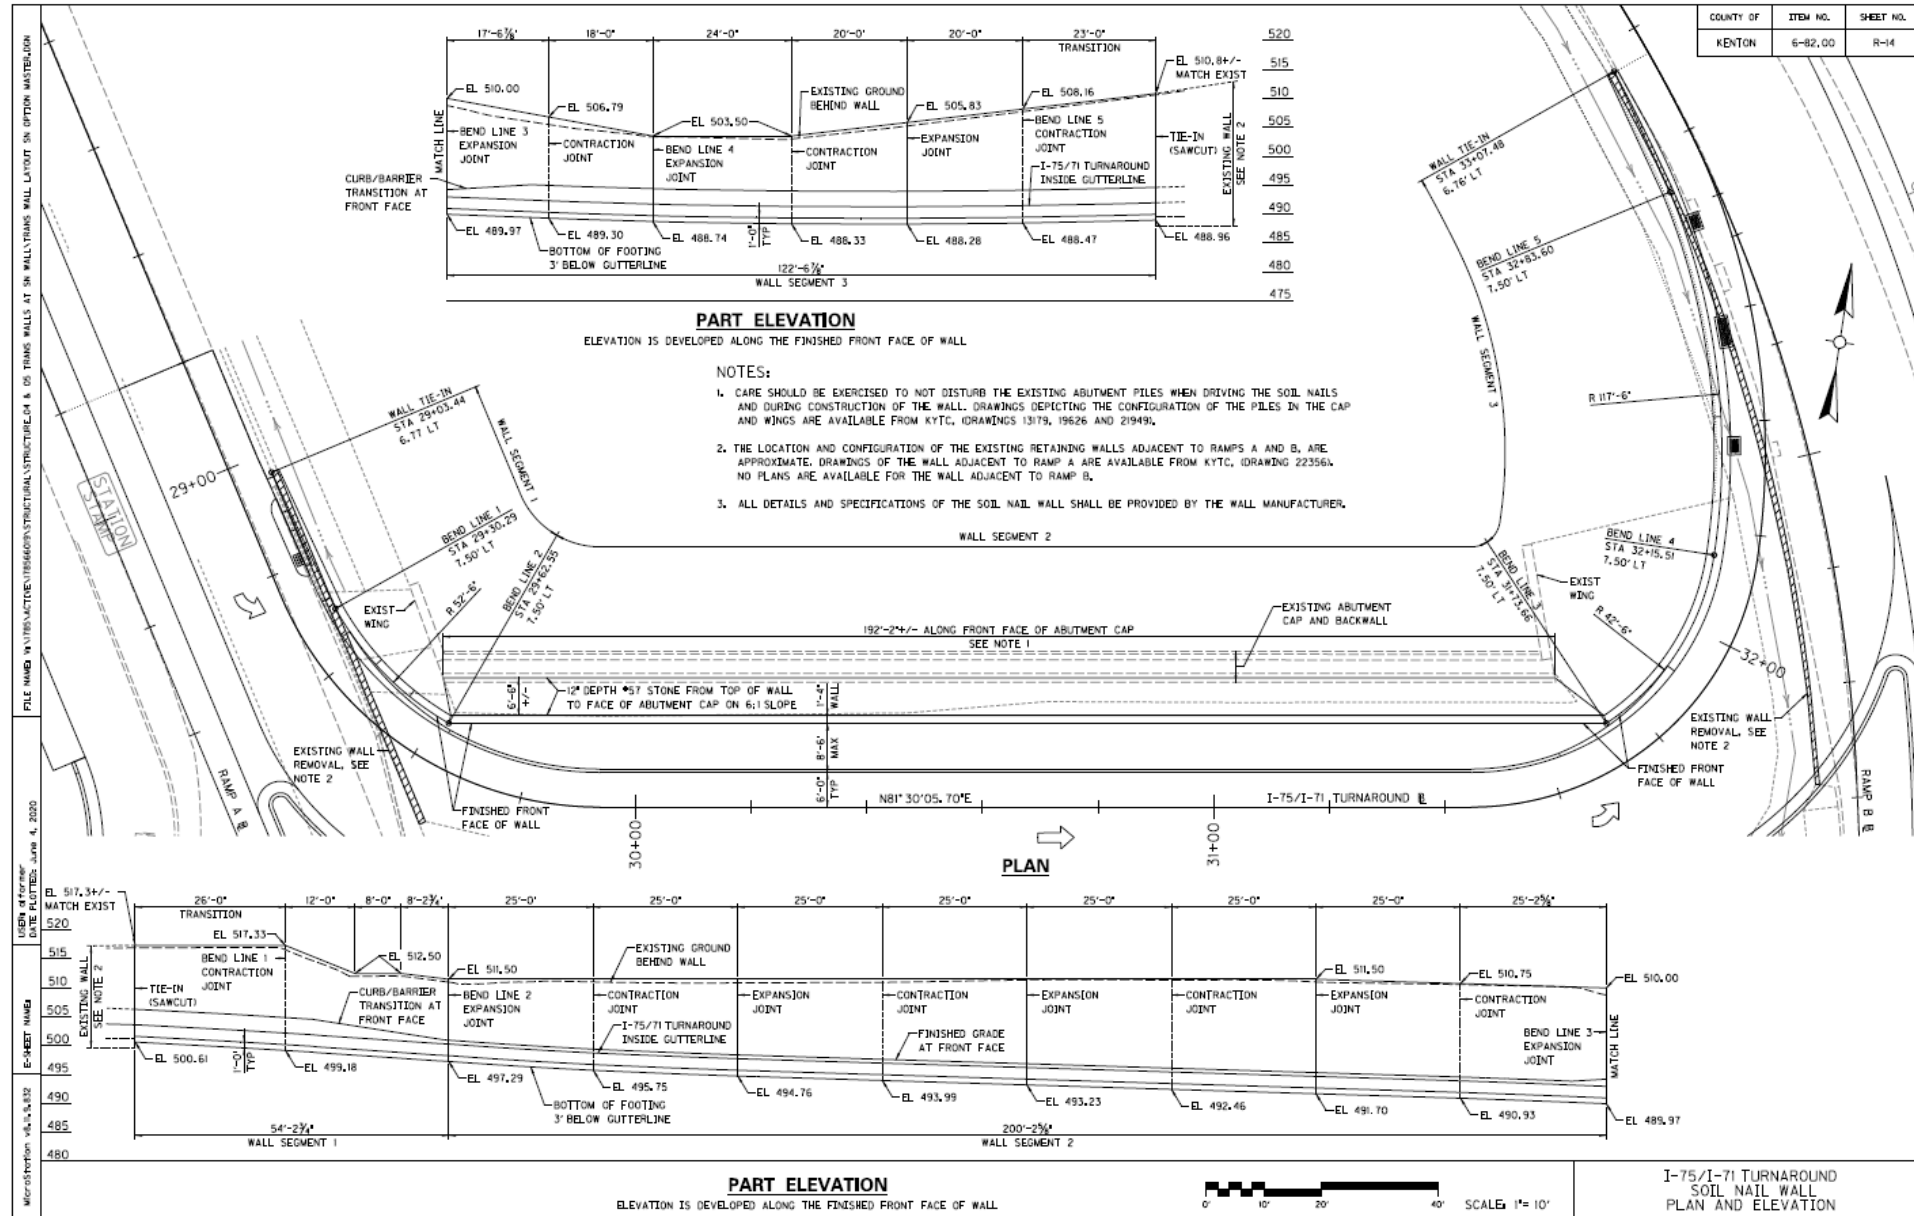 COUNTY OF
ITEM NO.
SHEET NO.
KENTON
6-82.00
R-14
17'-6⅞"
18'-0"
24'-0"
20'-0"
20'-0"
23'-0"
TRANSITION
520
515
510
505
500
495
490
485
480
475
EL 510.00
EL 506.79
EL 503.50
EXISTING GROUND
BEHIND WALL
EL 505.83
EL 508.16
EL 510.8+/-
MATCH EXIST
MATCH LINE
BEND LINE 3
EXPANSION
JOINT
CONTRACTION
JOINT
BEND LINE 4
EXPANSION
JOINT
CONTRACTION
JOINT
EXPANSION
JOINT
BEND LINE 5
CONTRACTION
JOINT
TIE-IN
(SAWCUT)
EXISTING WALL
SEE NOTE 2
I-75/71 TURNAROUND
INSIDE GUTTERLINE
CURB/BARRIER
TRANSITION AT
FRONT FACE
EL 489.97
EL 489.30
EL 488.74
1'-0"
TYP
EL 488.33
EL 488.28
EL 488.47
EL 488.96
BOTTOM OF FOOTING
3' BELOW GUTTERLINE
122'-6⅞"
WALL SEGMENT 3
PART ELEVATION
ELEVATION IS DEVELOPED ALONG THE FINISHED FRONT FACE OF WALL
NOTES:
1. CARE SHOULD BE EXERCISED TO NOT DISTURB THE EXISTING ABUTMENT PILES WHEN DRIVING THE SOIL NAILS
AND DURING CONSTRUCTION OF THE WALL. DRAWINGS DEPICTING THE CONFIGURATION OF THE PILES IN THE CAP
AND WINGS ARE AVAILABLE FROM KYTC. (DRAWINGS 13179, 19626 AND 21949).
2. THE LOCATION AND CONFIGURATION OF THE EXISTING RETAINING WALLS ADJACENT TO RAMPS A AND B, ARE
APPROXIMATE. DRAWINGS OF THE WALL ADJACENT TO RAMP A ARE AVAILABLE FROM KYTC. (DRAWING 22356).
NO PLANS ARE AVAILABLE FOR THE WALL ADJACENT TO RAMP B.
3. ALL DETAILS AND SPECIFICATIONS OF THE SOIL NAIL WALL SHALL BE PROVIDED BY THE WALL MANUFACTURER.
WALL TIE-IN
STA 29+03.44
6.77 LT
WALL SEGMENT 1
29+00
STATION
STAMP
BEND LINE 1
STA 29+30.29
7.50' LT
BEND LINE 2
STA 29+62.55
7.50' LT
R 52'-6"
EXIST
WING
WALL SEGMENT 2
WALL TIE-IN
STA 33+07.48
6.76' LT
BEND LINE 5
STA 32+83.60
7.50' LT
WALL SEGMENT 3
R 117'-6"
BEND LINE 4
STA 32+15.51
7.50' LT
BEND LINE 3
STA 31+73.66
7.50' LT
EXIST
WING
R 42'-6"
32+00
EXISTING ABUTMENT
CAP AND BACKWALL
192'-2"+/- ALONG FRONT FACE OF ABUTMENT CAP
SEE NOTE 1
6'-6"
+/-
12" DEPTH #57 STONE FROM TOP OF WALL
TO FACE OF ABUTMENT CAP ON 6:1 SLOPE
1'-4"
WALL
8'-6"
MAX
6'-0"
TYP
EXISTING WALL
REMOVAL, SEE
NOTE 2
RAMP A ℄
FINISHED FRONT
FACE OF WALL
N81°30'05.70"E
I-75/I-71 TURNAROUND ℄
EXISTING WALL
REMOVAL, SEE
NOTE 2
FINISHED FRONT
FACE OF WALL
RAMP B ℄
30+00
31+00
PLAN
EL 517.3+/-
MATCH EXIST
26'-0"
TRANSITION
12'-0"
8'-0"
8'-2¾"
25'-0"
25'-0"
25'-0"
25'-0"
25'-0"
25'-0"
25'-0"
25'-2⅝"
520
515
510
505
500
495
490
485
480
EL 517.33
EL 512.50
EL 511.50
EXISTING GROUND
BEHIND WALL
EL 511.50
EL 510.75
EL 510.00
EXISTING WALL
SEE NOTE 2
TIE-IN
(SAWCUT)
BEND LINE 1
CONTRACTION
JOINT
CURB/BARRIER
TRANSITION AT
FRONT FACE
BEND LINE 2
EXPANSION
JOINT
CONTRACTION
JOINT
EXPANSION
JOINT
CONTRACTION
JOINT
EXPANSION
JOINT
CONTRACTION
JOINT
EXPANSION
JOINT
CONTRACTION
JOINT
BEND LINE 3
EXPANSION
JOINT
MATCH LINE
I-75/71 TURNAROUND
INSIDE GUTTERLINE
FINISHED GRADE
AT FRONT FACE
EL 500.61
1'-0"
TYP
EL 499.18
EL 497.29
EL 495.75
EL 494.76
EL 493.99
EL 493.23
EL 492.46
EL 491.70
EL 490.93
EL 489.97
BOTTOM OF FOOTING
3' BELOW GUTTERLINE
54'-2¾"
WALL SEGMENT 1
200'-2⅝"
WALL SEGMENT 2
PART ELEVATION
ELEVATION IS DEVELOPED ALONG THE FINISHED FRONT FACE OF WALL
0'
10'
20'
40'
SCALE: 1"= 10'
I-75/I-71 TURNAROUND
SOIL NAIL WALL
PLAN AND ELEVATION
DATE PLOTTED: June 4, 2020
E-SHEET NAME:
MicroStation